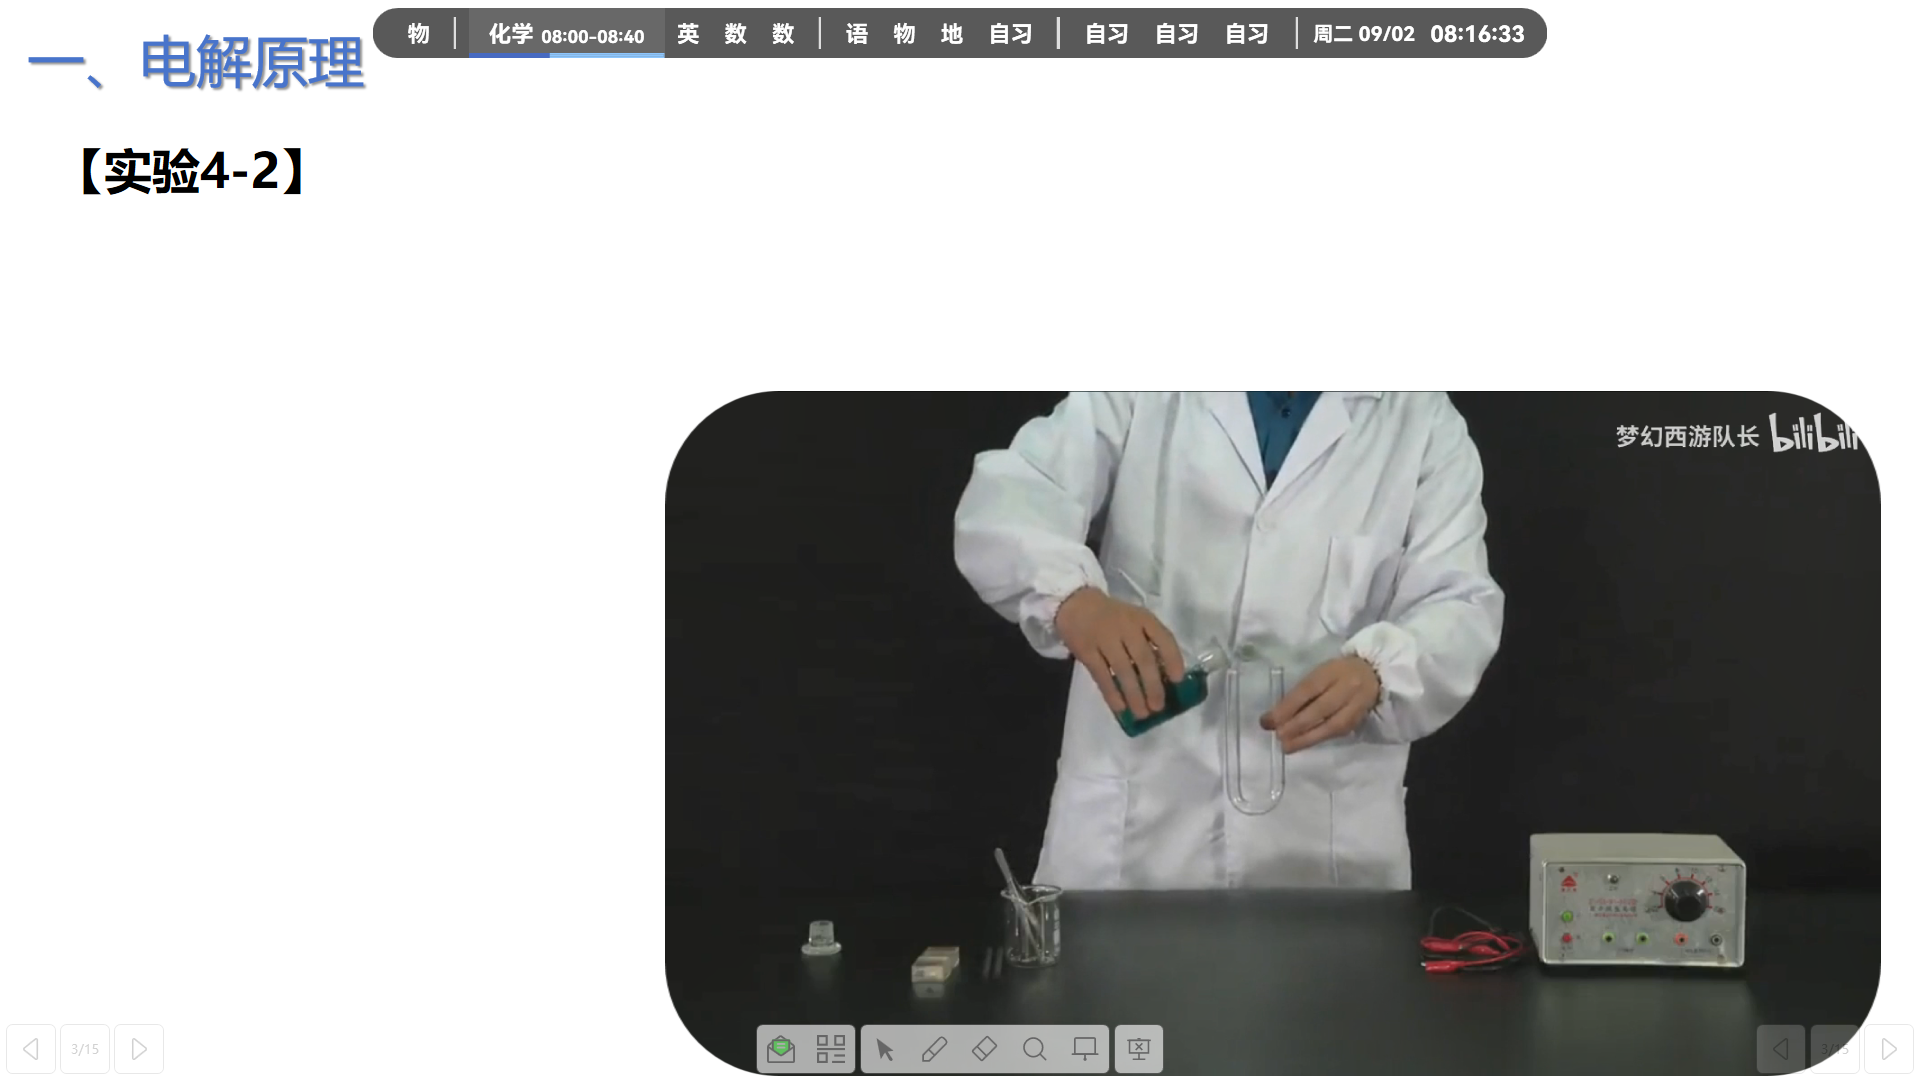 物 | 化学 08:00-08:40 英 数 数 | 语 物 地 自习 | 自习 自习 自习 | 周二 09/02 08:16:33
一、电解原理
【实验4-2】
梦幻西游队长 bilibili
3/15
3/15